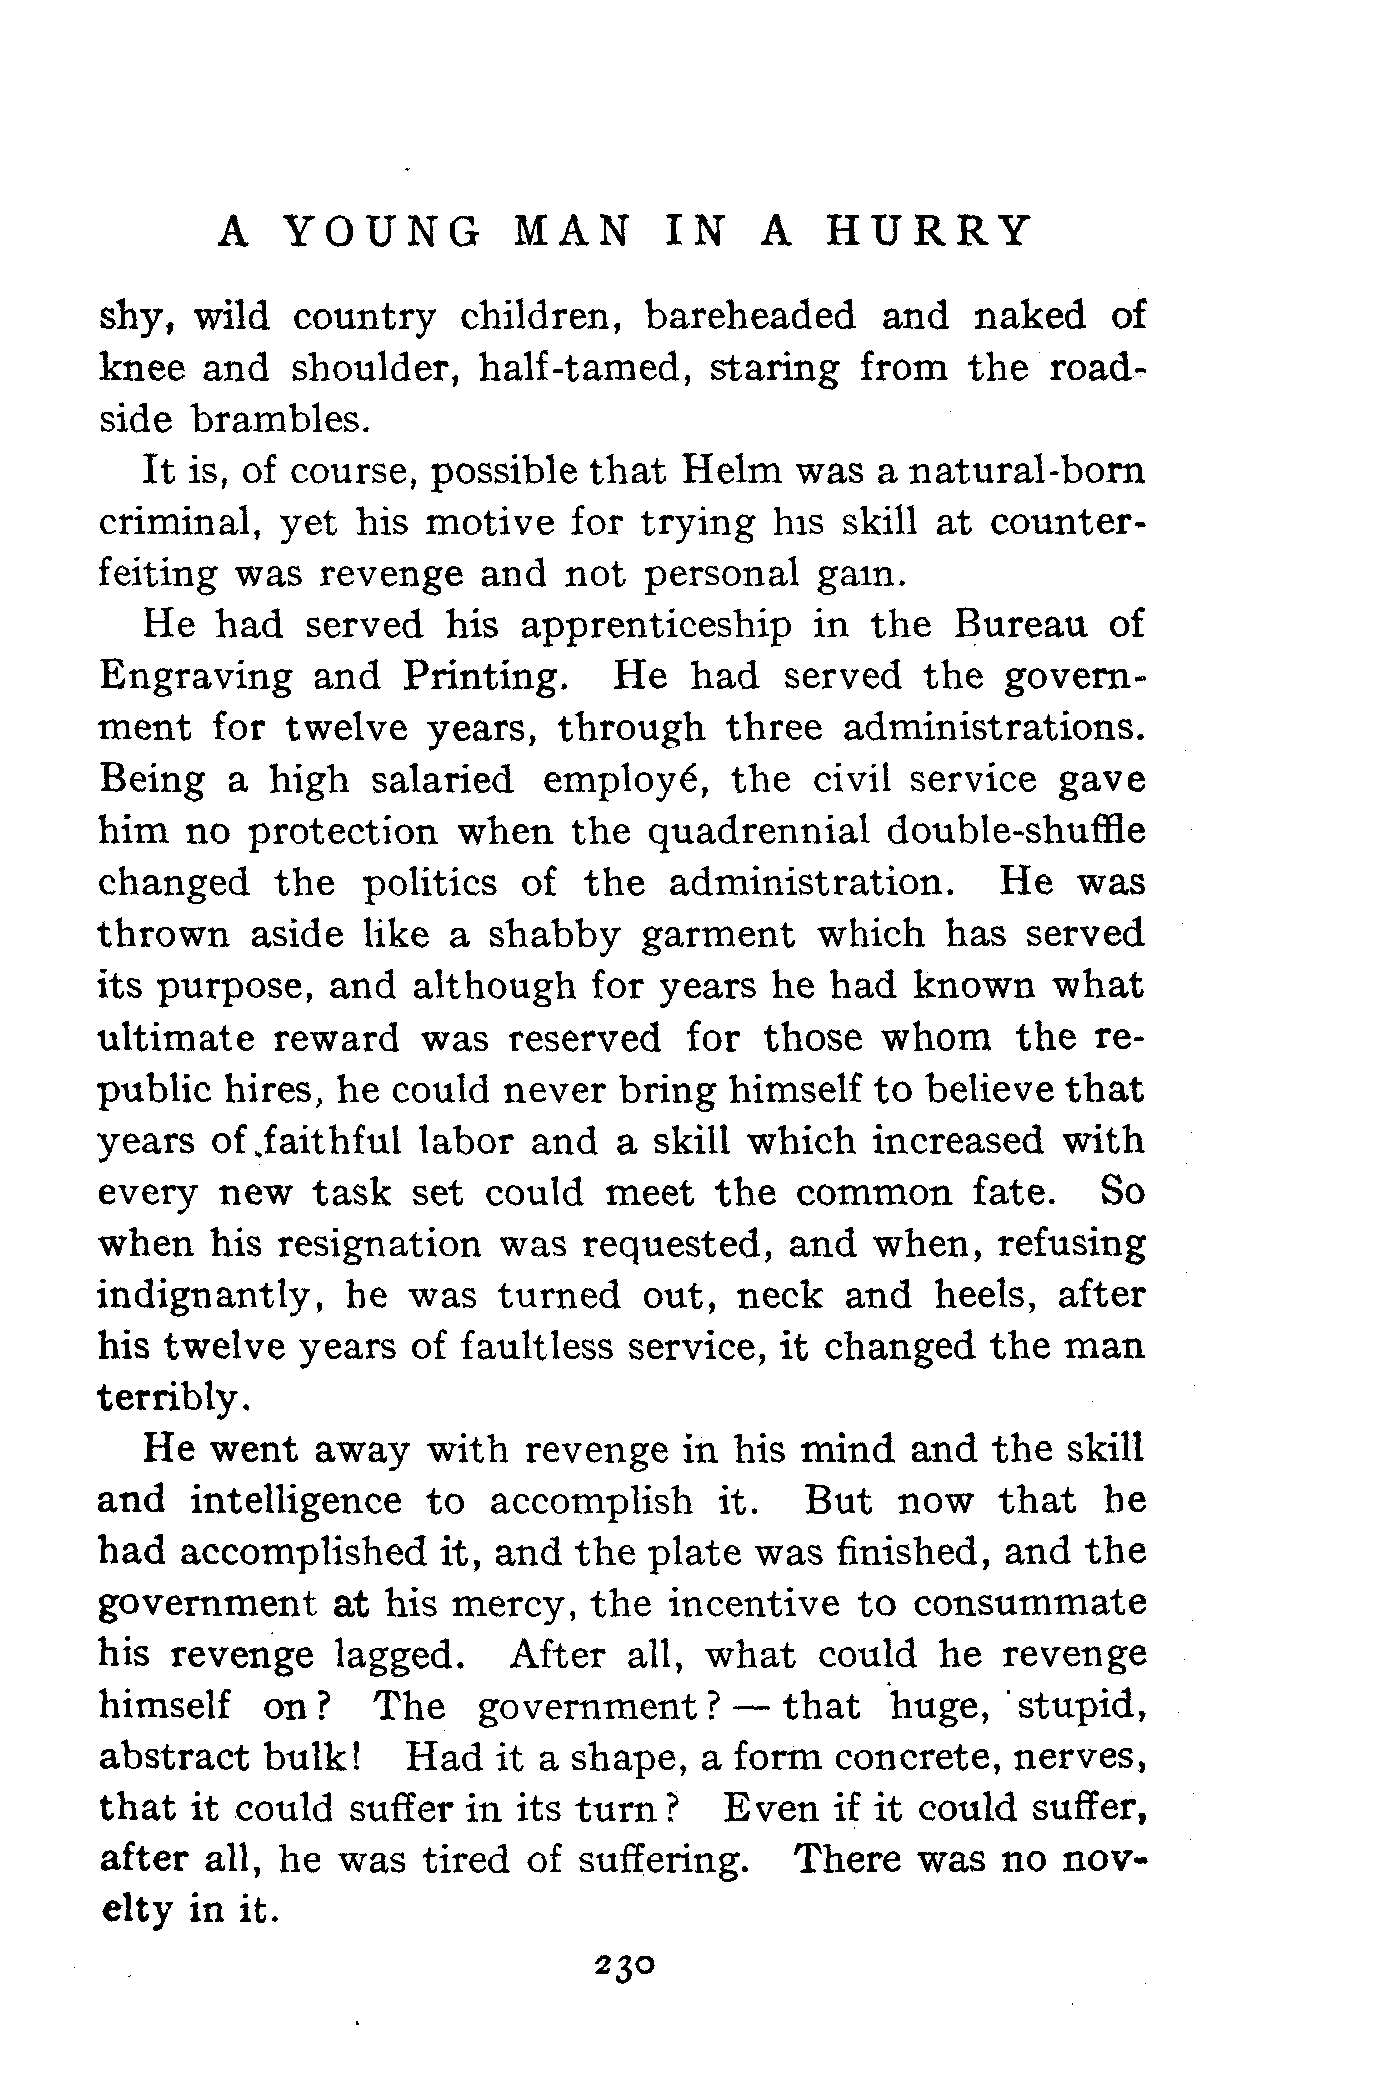 A YOUNG MAN IN A HURRY
shy, wild country children, bareheaded and naked of
knee and shoulder, half-tamed, staring from the road-
side brambles.
It is, of course, possible that Helm was a natural-born
criminal, yet his motive for trying his skill at counter-
feiting was revenge and not personal gain.
He had served his apprenticeship in the Bureau of
Engraving and Printing. He had served the govern-
ment for twelve years, through three administrations.
Being a high salaried employé, the civil service gave
him no protection when the quadrennial double-shuffle
changed the politics of the administration. He was
thrown aside like a shabby garment which has served
its purpose, and although for years he had known what
ultimate reward was reserved for those whom the re-
public hires, he could never bring himself to believe that
years of faithful labor and a skill which increased with
every new task set could meet the common fate. So
when his resignation was requested, and when, refusing
indignantly, he was turned out, neck and heels, after
his twelve years of faultless service, it changed the man
terribly.
He went away with revenge in his mind and the skill
and intelligence to accomplish it. But now that he
had accomplished it, and the plate was finished, and the
government at his mercy, the incentive to consummate
his revenge lagged. After all, what could he revenge
himself on? The government?—that huge, stupid,
abstract bulk! Had it a shape, a form concrete, nerves,
that it could suffer in its turn? Even if it could suffer,
after all, he was tired of suffering. There was no nov-
elty in it.
230